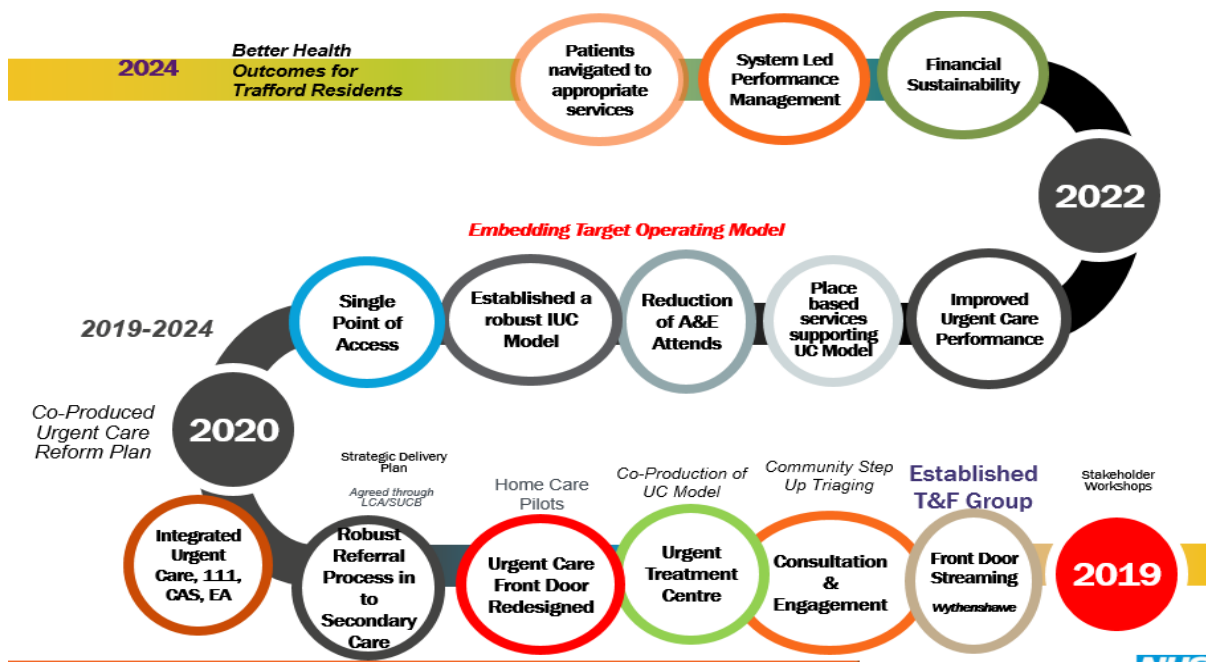 2024
Better Health
Outcomes for
Trafford Residents
Patients
navigated to
appropriate
services
System Led
Performance
Management
Financial
Sustainability
2022
Embedding Target Operating Model
2019-2024
Single
Point of
Access
Established a
robust IUC
Model
Reduction
of A&E
Attends
Place
based
services
supporting
UC Model
Improved
Urgent Care
Performance
Co-Produced
Urgent Care
Reform Plan
2020
Strategic Delivery
Plan
Agreed through
LCA/SUCB
Home Care
Pilots
Co-Production of
UC Model
Community Step
Up Triaging
Established
T&F Group
Stakeholder
Workshops
Integrated
Urgent
Care, 111,
CAS, EA
Robust
Referral
Process in
to
Secondary
Care
Urgent Care
Front Door
Redesigned
Urgent
Treatment
Centre
Consultation
&
Engagement
Front Door
Streaming
Wythenshawe
2019
NHS